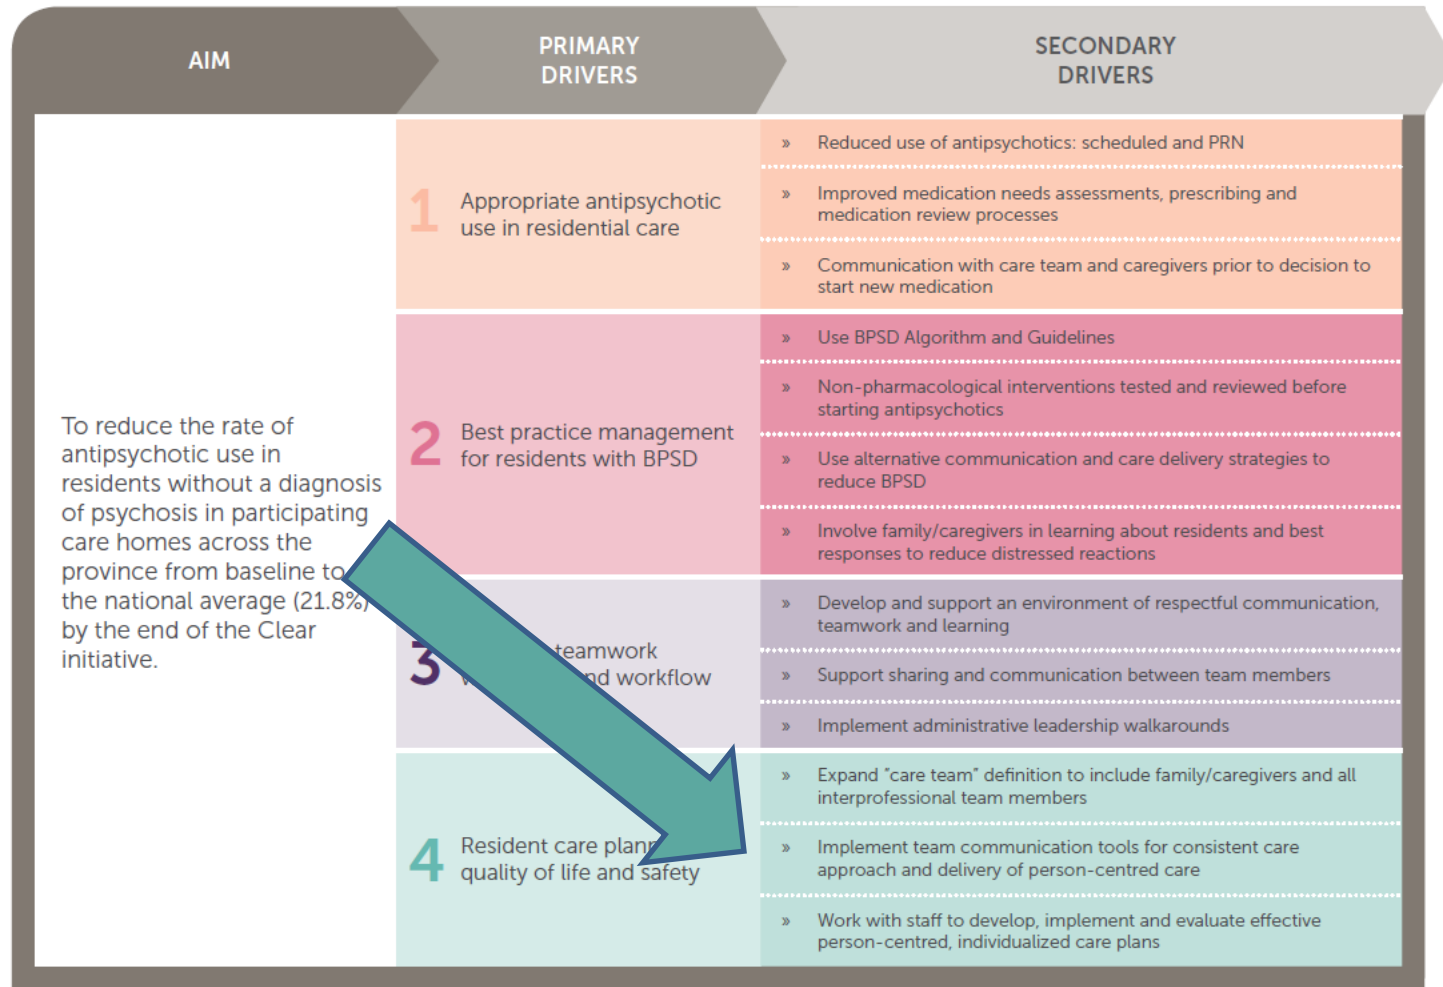 AIM
PRIMARY
DRIVERS
SECONDARY
DRIVERS
To reduce the rate of
antipsychotic use in
residents without a diagnosis
of psychosis in participating
care homes across the
province from baseline to
the national average (21.8%)
by the end of the Clear
initiative.
1
Appropriate antipsychotic
use in residential care
» Reduced use of antipsychotics: scheduled and PRN
» Improved medication needs assessments, prescribing and
medication review processes
» Communication with care team and caregivers prior to decision to
start new medication
2
Best practice management
for residents with BPSD
» Use BPSD Algorithm and Guidelines
» Non-pharmacological interventions tested and reviewed before
starting antipsychotics
» Use alternative communication and care delivery strategies to
reduce BPSD
» Involve family/caregivers in learning about residents and best
responses to reduce distressed reactions
3
teamwork
and workflow
» Develop and support an environment of respectful communication,
teamwork and learning
» Support sharing and communication between team members
» Implement administrative leadership walkarounds
4
Resident care
quality of life and safety
» Expand "care team" definition to include family/caregivers and all
interprofessional team members
» Implement team communication tools for consistent care
approach and delivery of person-centred care
» Work with staff to develop, implement and evaluate effective
person-centred, individualized care plans